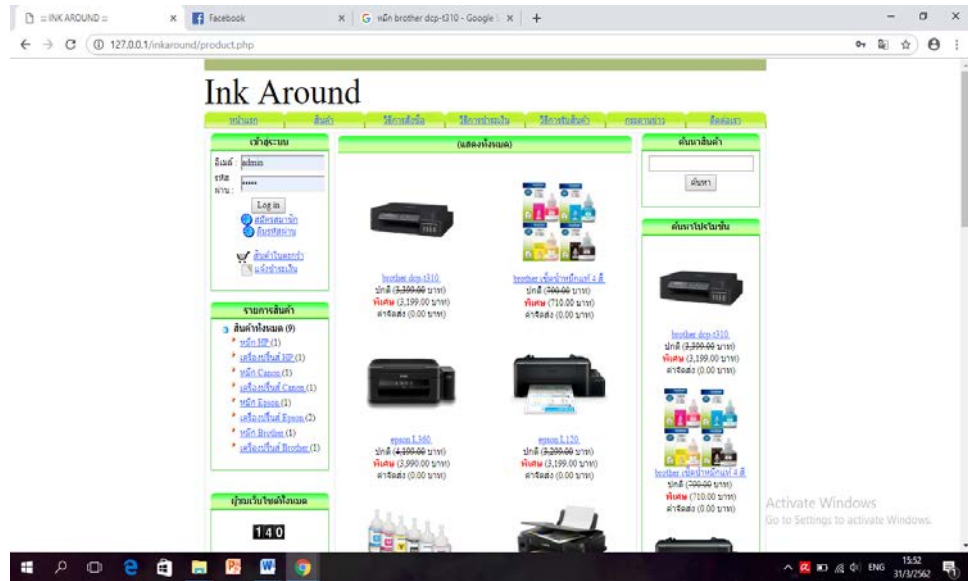 ::: INK AROUND :::
Facebook
หมึก brother dcp-t310 - Google
127.0.0.1/inkaround/product.php
Ink Around
หน้าแรก สินค้า วิธีการสั่งซื้อ วิธีการชำระเงิน วิธีการรับสินค้า กระดานข่าว ติดต่อเรา
เข้าสู่ระบบ
อีเมล์ : admin
รหัสผ่าน :
Log in
สมัครสมาชิก
ลืมรหัสผ่าน
สินค้าในตะกร้า
แจ้งชำระเงิน
รายการสินค้า
สินค้าทั้งหมด (9)
หมึก HP (1)
เครื่องปริ้นส์ HP (1)
หมึก Canon (1)
เครื่องปริ้นส์ Canon (1)
หมึก Epson (1)
เครื่องปริ้นส์ Epson (2)
หมึก Brother (1)
เครื่องปริ้นส์ Brother (1)
ผู้ชมเว็บไซต์ทั้งหมด
140
(แสดงทั้งหมด)
brother dcp-t310
ปกติ (3,399.00 บาท)
พิเศษ (3,199.00 บาท)
ค่าจัดส่ง (0.00 บาท)
brother เซ็ตน้ำหมึกแท้ 4 สี
ปกติ (790.00 บาท)
พิเศษ (710.00 บาท)
ค่าจัดส่ง (0.00 บาท)
epson L360
ปกติ (4,190.00 บาท)
พิเศษ (3,990.00 บาท)
ค่าจัดส่ง (0.00 บาท)
epson L120
ปกติ (3,299.00 บาท)
พิเศษ (3,199.00 บาท)
ค่าจัดส่ง (0.00 บาท)
ค้นหาสินค้า
ค้นหา
ค้นหาโปรโมชั่น
brother dcp-t310
ปกติ (3,399.00 บาท)
พิเศษ (3,199.00 บาท)
ค่าจัดส่ง (0.00 บาท)
brother เซ็ตน้ำหมึกแท้ 4 สี
ปกติ (790.00 บาท)
พิเศษ (710.00 บาท)
ค่าจัดส่ง (0.00 บาท)
Activate Windows
Go to Settings to activate Windows.
ENG
15:52
31/3/2562